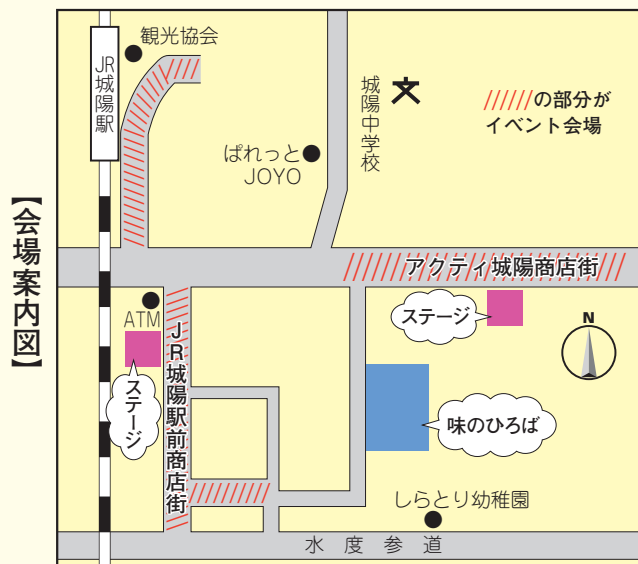 【会場案内図】
JR城陽駅
観光協会
城陽中学校
//////の部分が
イベント会場
ぱれっと
JOYO
アクティ城陽商店街
ATM
ステージ
JR城陽駅前商店街
ステージ
N
味のひろば
しらとり幼稚園
水度参道